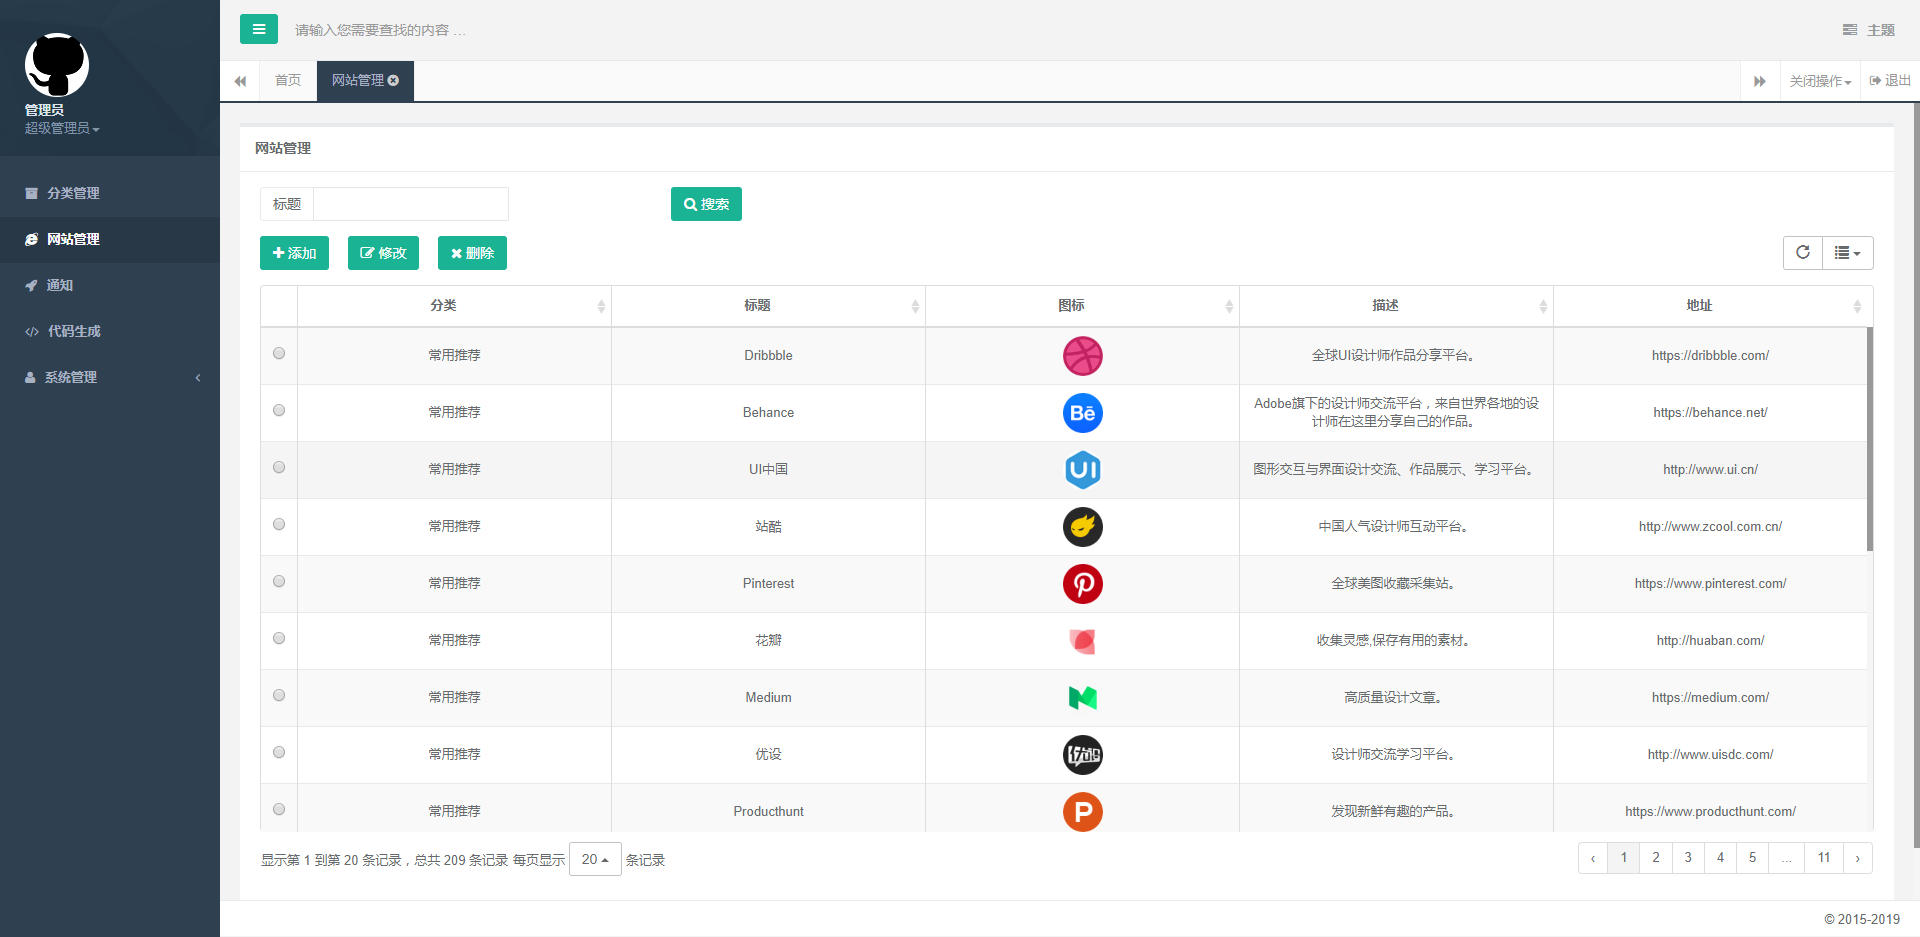 管理员
超级管理员
分类管理
网站管理
通知
代码生成
系统管理
请输入您需要查找的内容 …
主题
首页
网站管理
关闭操作
退出
网站管理
标题
搜索
添加
修改
删除
分类 标题 图标 描述 地址
常用推荐 Dribbble 全球UI设计师作品分享平台。 https://dribbble.com/
常用推荐 Behance Bē Adobe旗下的设计师交流平台，来自世界各地的设
计师在这里分享自己的作品。 https://behance.net/
常用推荐 UI中国 UI 图形交互与界面设计交流、作品展示、学习平台。 http://www.ui.cn/
常用推荐 站酷 中国人气设计师互动平台。 http://www.zcool.com.cn/
常用推荐 Pinterest 全球美图收藏采集站。 https://www.pinterest.com/
常用推荐 花瓣 收集灵感,保存有用的素材。 http://huaban.com/
常用推荐 Medium 高质量设计文章。 https://medium.com/
常用推荐 优设 优设 设计师交流学习平台。 http://www.uisdc.com/
常用推荐 Producthunt P 发现新鲜有趣的产品。 https://www.producthunt.com/
显示第 1 到第 20 条记录，总共 209 条记录 每页显示 20 条记录
‹ 1 2 3 4 5 ... 11 ›
© 2015-2019